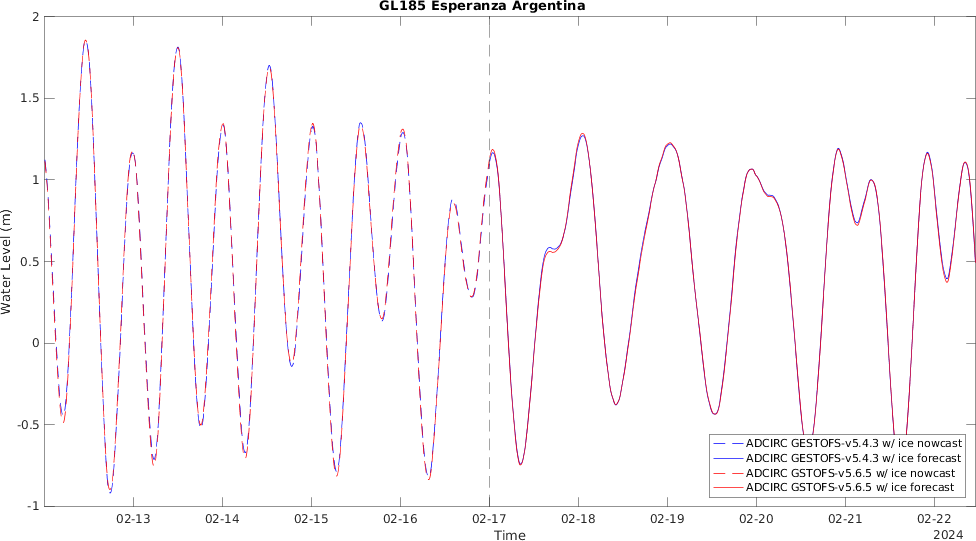 GL185 Esperanza Argentina
2
1.5
1
0.5
0
-0.5
-1
Water Level (m)
ADCIRC GESTOFS-v5.4.3 w/ ice nowcast
ADCIRC GESTOFS-v5.4.3 w/ ice forecast
ADCIRC GSTOFS-v5.6.5 w/ ice nowcast
ADCIRC GSTOFS-v5.6.5 w/ ice forecast
02-13 02-14 02-15 02-16 02-17 02-18 02-19 02-20 02-21 02-22
Time
2024